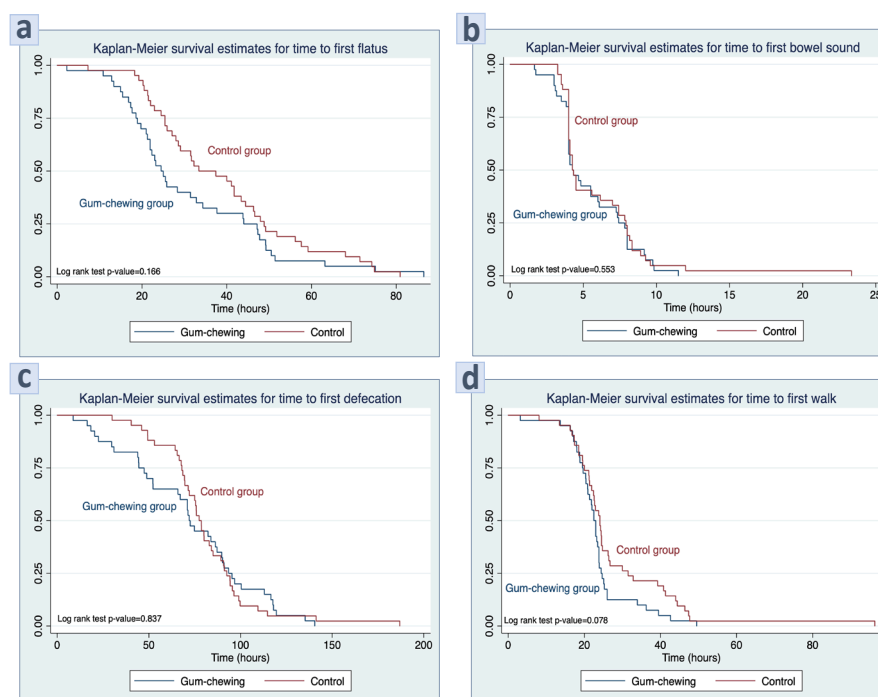 a
Kaplan-Meier survival estimates for time to first flatus
1.00
0.75
0.50
0.25
0.00
Control group
Gum-chewing group
Log rank test p-value=0.166
0 20 40 60 80
Time (hours)
Gum-chewing Control
b
Kaplan-Meier survival estimates for time to first bowel sound
1.00
0.75
0.50
0.25
0.00
Control group
Gum-chewing group
Log rank test p-value=0.553
0 5 10 15 20 25
Time (hours)
Gum-chewing Control
c
Kaplan-Meier survival estimates for time to first defecation
1.00
0.75
0.50
0.25
0.00
Control group
Gum-chewing group
Log rank test p-value=0.837
0 50 100 150 200
Time (hours)
Gum-chewing Control
d
Kaplan-Meier survival estimates for time to first walk
1.00
0.75
0.50
0.25
0.00
Control group
Gum-chewing group
Log rank test p-value=0.078
0 20 40 60 80
Time (hours)
Gum-chewing Control